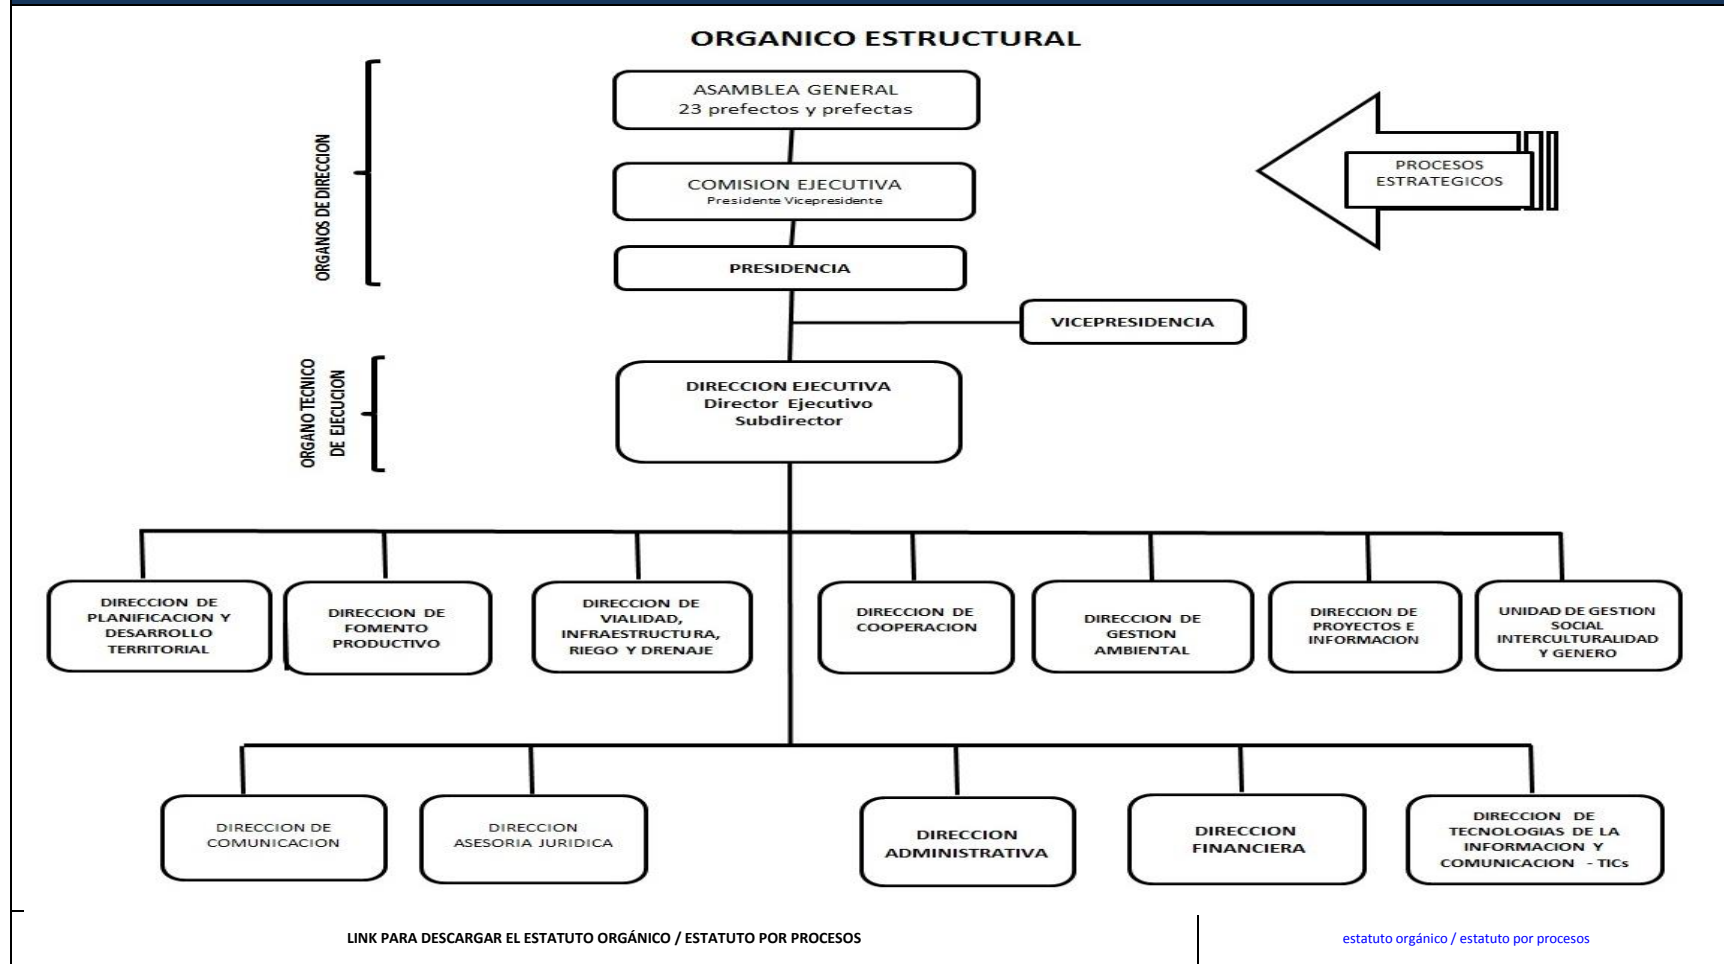 ORGANICO ESTRUCTURAL
ORGANOS DE DIRECCION
ASAMBLEA GENERAL
23 prefectos y prefectas
COMISION EJECUTIVA
Presidente Vicepresidente
PRESIDENCIA
PROCESOS
ESTRATEGICOS
VICEPRESIDENCIA
ORGANO TECNICO
DE EJECUCION
DIRECCION EJECUTIVA
Director Ejecutivo
Subdirector
DIRECCION DE
PLANIFICACION Y
DESARROLLO
TERRITORIAL
DIRECCION DE
FOMENTO
PRODUCTIVO
DIRECCION DE
VIALIDAD,
INFRAESTRUCTURA,
RIEGO Y DRENAJE
DIRECCION DE
COOPERACION
DIRECCION DE
GESTION
AMBIENTAL
DIRECCION DE
PROYECTOS E
INFORMACION
UNIDAD DE GESTION
SOCIAL
INTERCULTURALIDAD
Y GENERO
DIRECCION DE
COMUNICACION
DIRECCION
ASESORIA JURIDICA
DIRECCION
ADMINISTRATIVA
DIRECCION
FINANCIERA
DIRECCION DE
TECNOLOGIAS DE LA
INFORMACION Y
COMUNICACION - TICs
LINK PARA DESCARGAR EL ESTATUTO ORGÁNICO / ESTATUTO POR PROCESOS
estatuto orgánico / estatuto por procesos